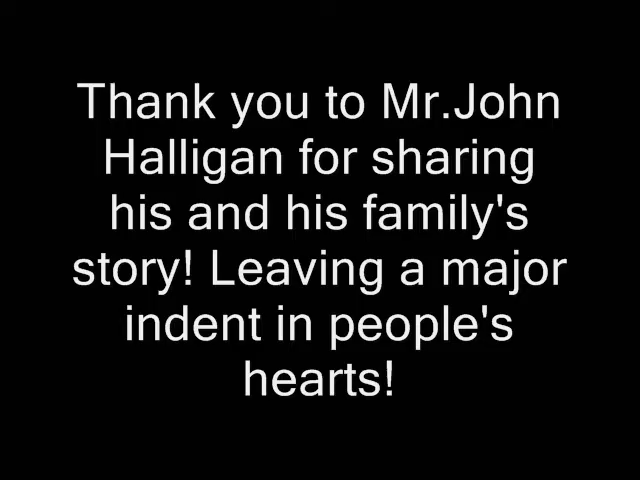 Thank you to Mr.John
Halligan for sharing
his and his family's
story! Leaving a major
indent in people's
hearts!